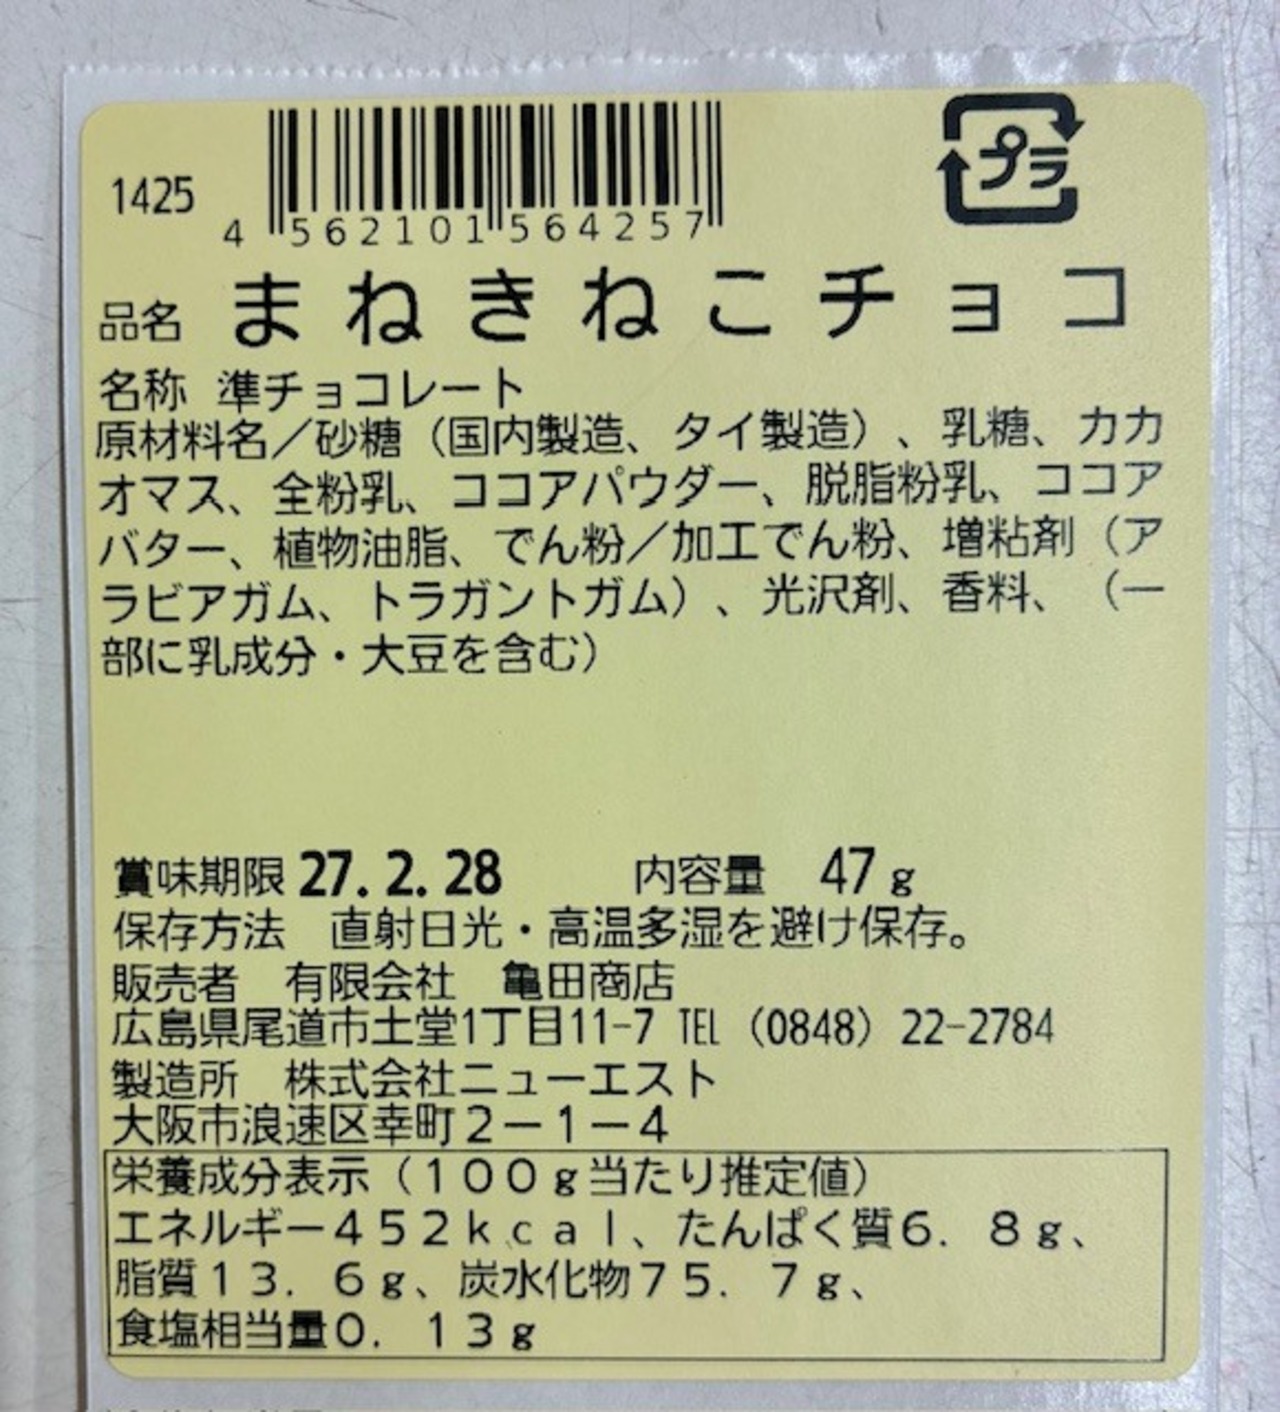 1425
4 562101 564257
プラ
品名 まねきねこチョコ
名称 準チョコレート
原材料名／砂糖（国内製造、タイ製造）、乳糖、カカ
オマス、全粉乳、ココアパウダー、脱脂粉乳、ココア
バター、植物油脂、でん粉／加工でん粉、増粘剤（ア
ラビアガム、トラガントガム）、光沢剤、香料、（一
部に乳成分・大豆を含む）
賞味期限 27. 2. 28 内容量 47 g
保存方法 直射日光・高温多湿を避け保存。
販売者 有限会社 亀田商店
広島県尾道市土堂1丁目11-7 TEL（0848）22-2784
製造所 株式会社ニューエスト
大阪市浪速区幸町２－１－４
栄養成分表示（１００ｇ当たり推定値）
エネルギー４５２ｋｃａｌ、たんぱく質６．８ｇ、
脂質１３．６ｇ、炭水化物７５．７ｇ、
食塩相当量０．１３ｇ